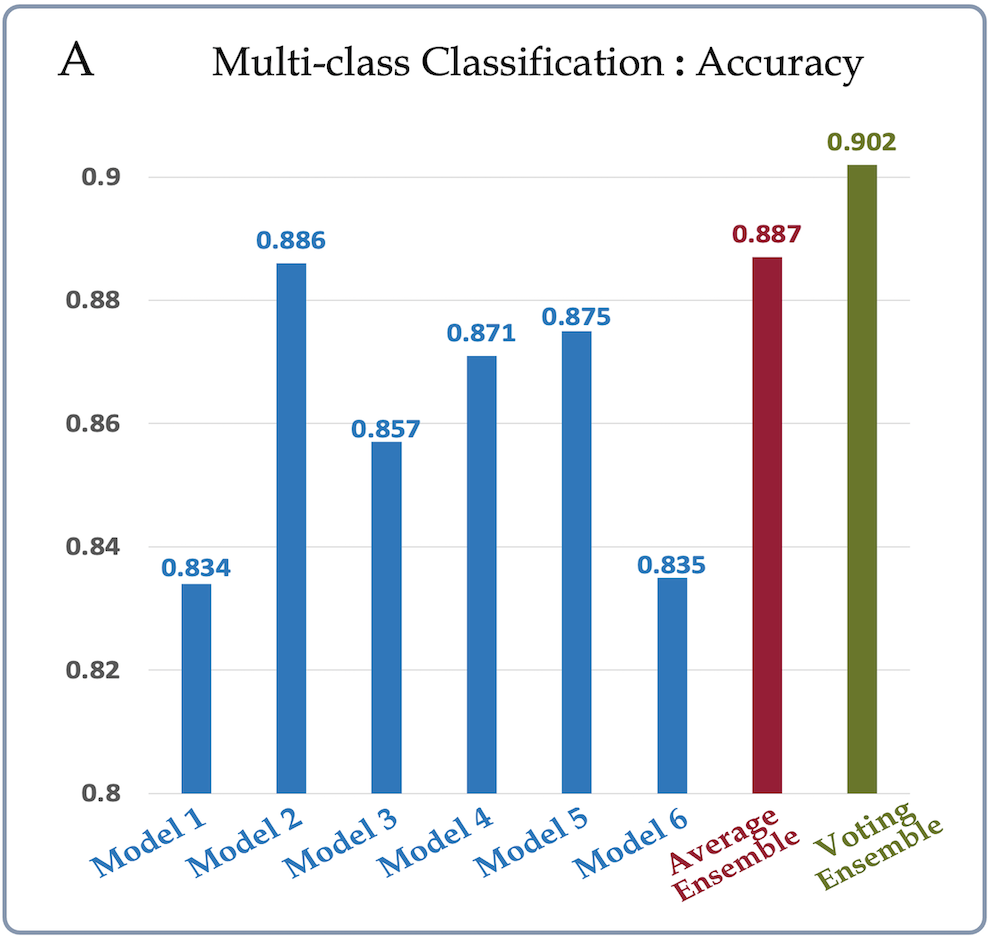 A
Multi-class Classification : Accuracy
0.902
0.9
0.887
0.886
0.88
0.875
0.871
0.86
0.857
0.84
0.835
0.834
0.82
0.8
Model 1
Model 2
Model 3
Model 4
Model 5
Model 6
Average
Ensemble
Voting
Ensemble